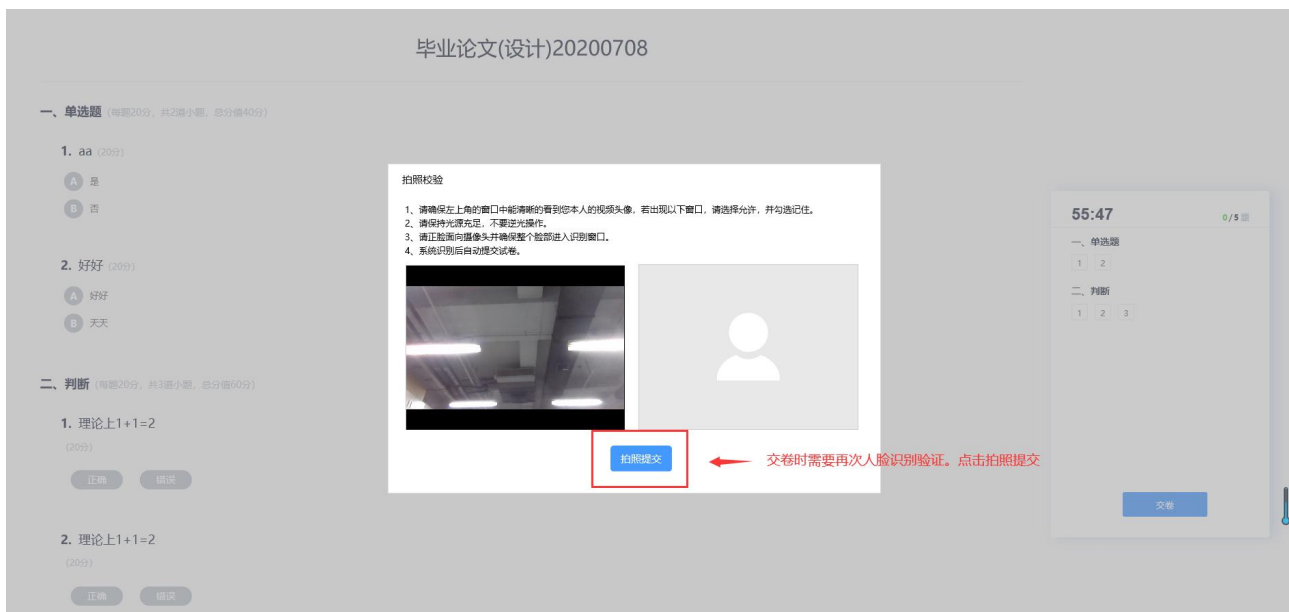 毕业论文(设计)20200708
一、单选题 (每题20分，共2道小题，总分值40分)
1. aa (20分)
A 是
B 否
2. 好好 (20分)
A 好好
B 天天
二、判断 (每题20分，共3道小题，总分值60分)
1. 理论上1+1=2
(20分)
正确 错误
2. 理论上1+1=2
(20分)
正确 错误
拍照校验
1、请确保左上角的窗口中能清晰的看到您本人的视频头像，若出现以下窗口，请选择允许，并勾选记住。
2、请保持光源充足，不要逆光操作。
3、请正脸面向摄像头并确保整个脸部进入识别窗口。
4、系统识别后自动提交试卷。
拍照提交
交卷时需要再次人脸识别验证。点击拍照提交
55:47 0/5题
一、单选题
1 2
二、判断
1 2 3
交卷